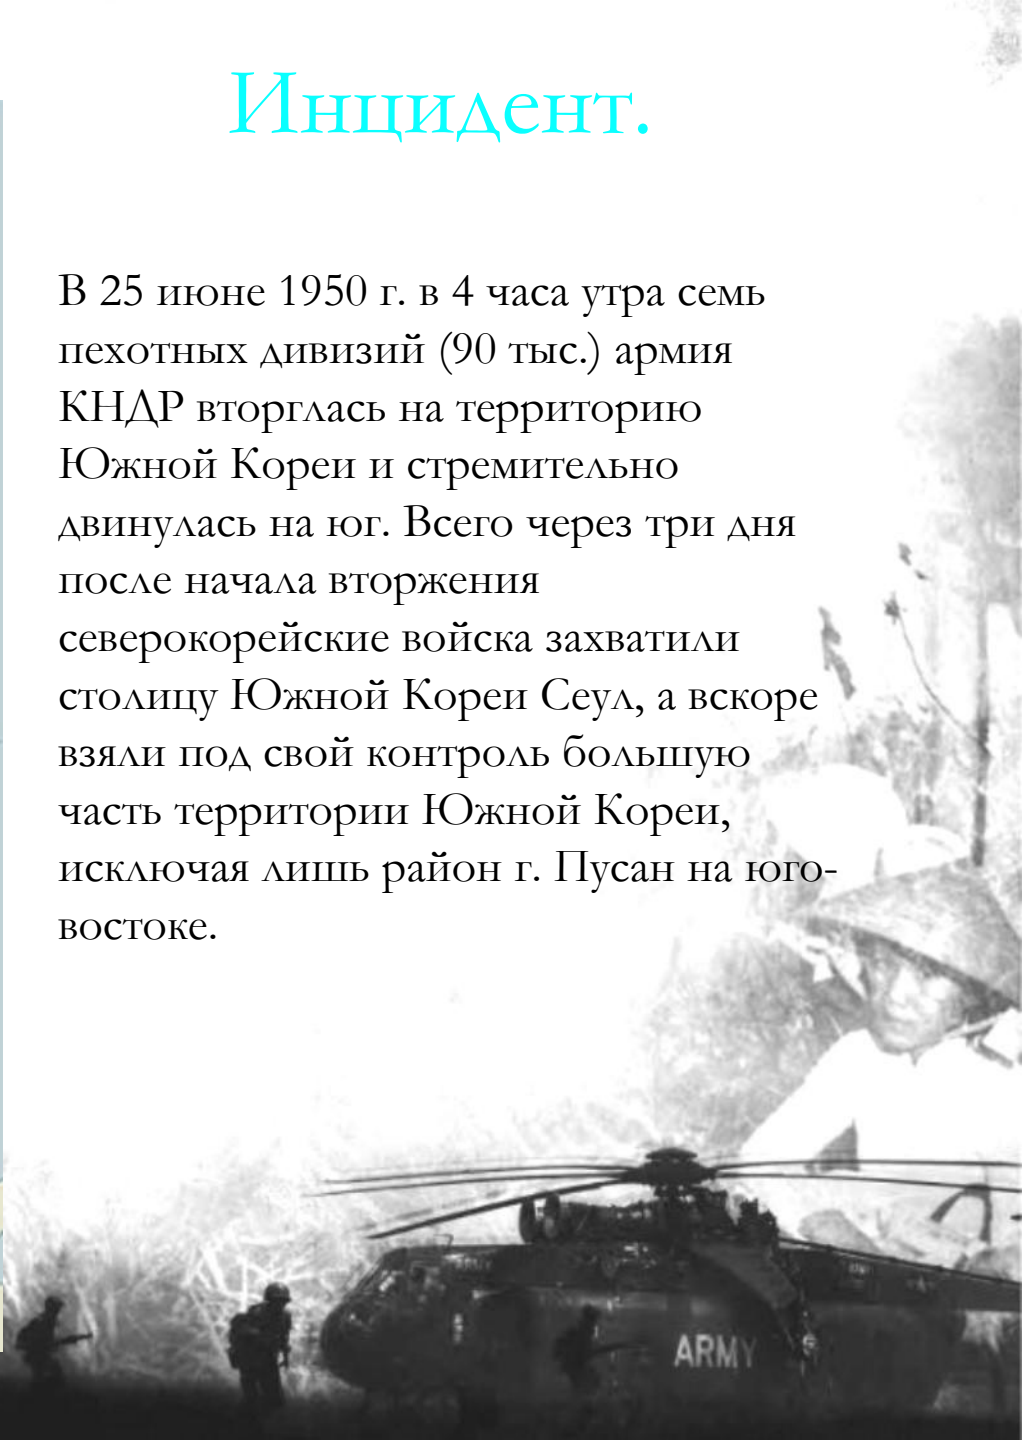 Инцидент.
В 25 июне 1950 г. в 4 часа утра семь
пехотных дивизий (90 тыс.) армия
КНДР вторглась на территорию
Южной Кореи и стремительно
двинулась на юг. Всего через три дня
после начала вторжения
северокорейские войска захватили
столицу Южной Кореи Сеул, а вскоре
взяли под свой контроль большую
часть территории Южной Кореи,
исключая лишь район г. Пусан на юго-
востоке.
ARMY